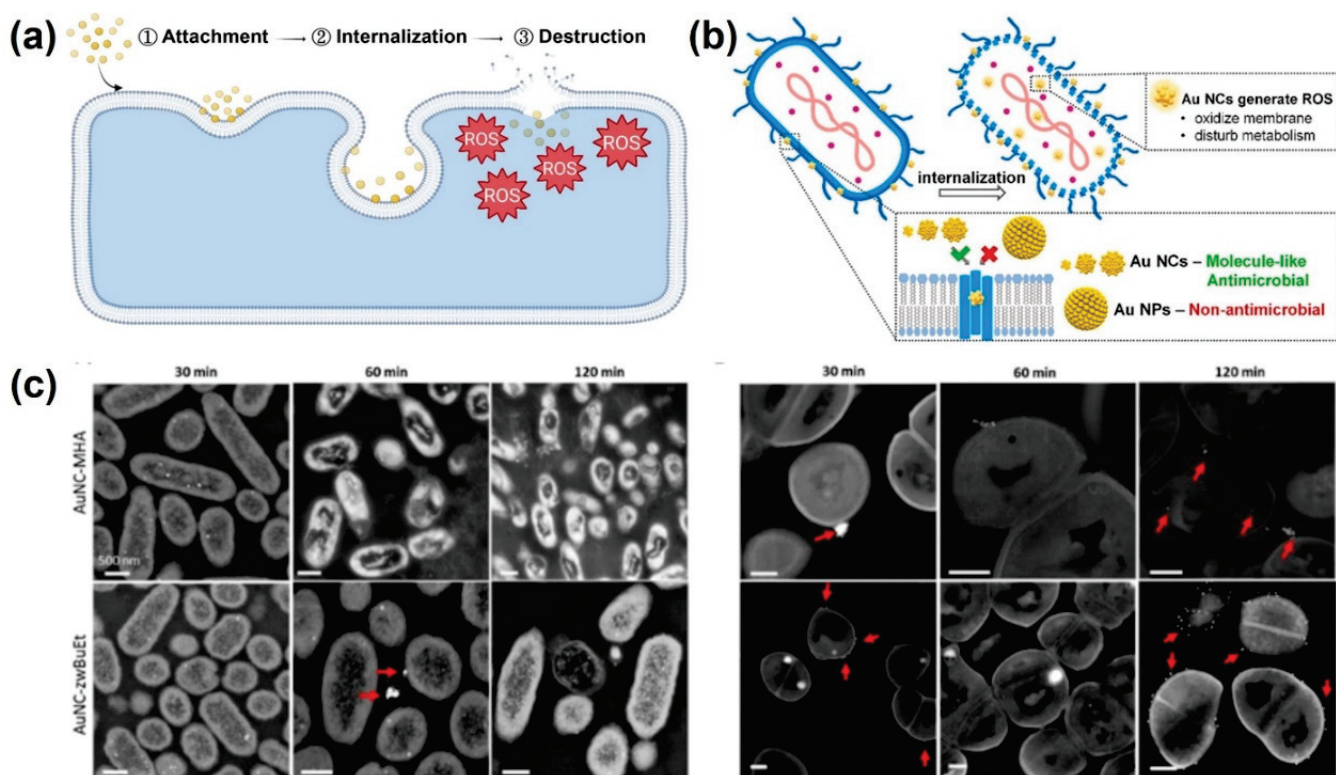 (a)
① Attachment → ② Internalization → ③ Destruction
ROS
ROS
ROS
ROS
(b)
Au NCs generate ROS
• oxidize membrane
• disturb metabolism
internalization
Au NCs – Molecule-like
Antimicrobial
Au NPs – Non-antimicrobial
(c)
30 min
60 min
120 min
30 min
60 min
120 min
AuNC-MHA
500 nm
AuNC-zwBuEt